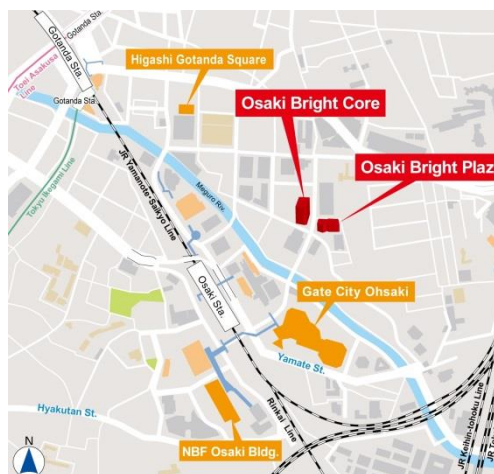 Gotanda Sta.
Toei Asakusa
Line
Gotanda Sta.
Higashi Gotanda Square
Osaki Bright Core
Osaki Bright Plaz
Tokyu Ikegami Line
JR Yamanote·Saikyo Line
Meguro Riv.
Osaki Sta.
Gate City Ohsaki
Yamate St.
Hyakutan St.
NBF Osaki Bldg.
Rinkai Line
JR Keihin-tohoku Line
N